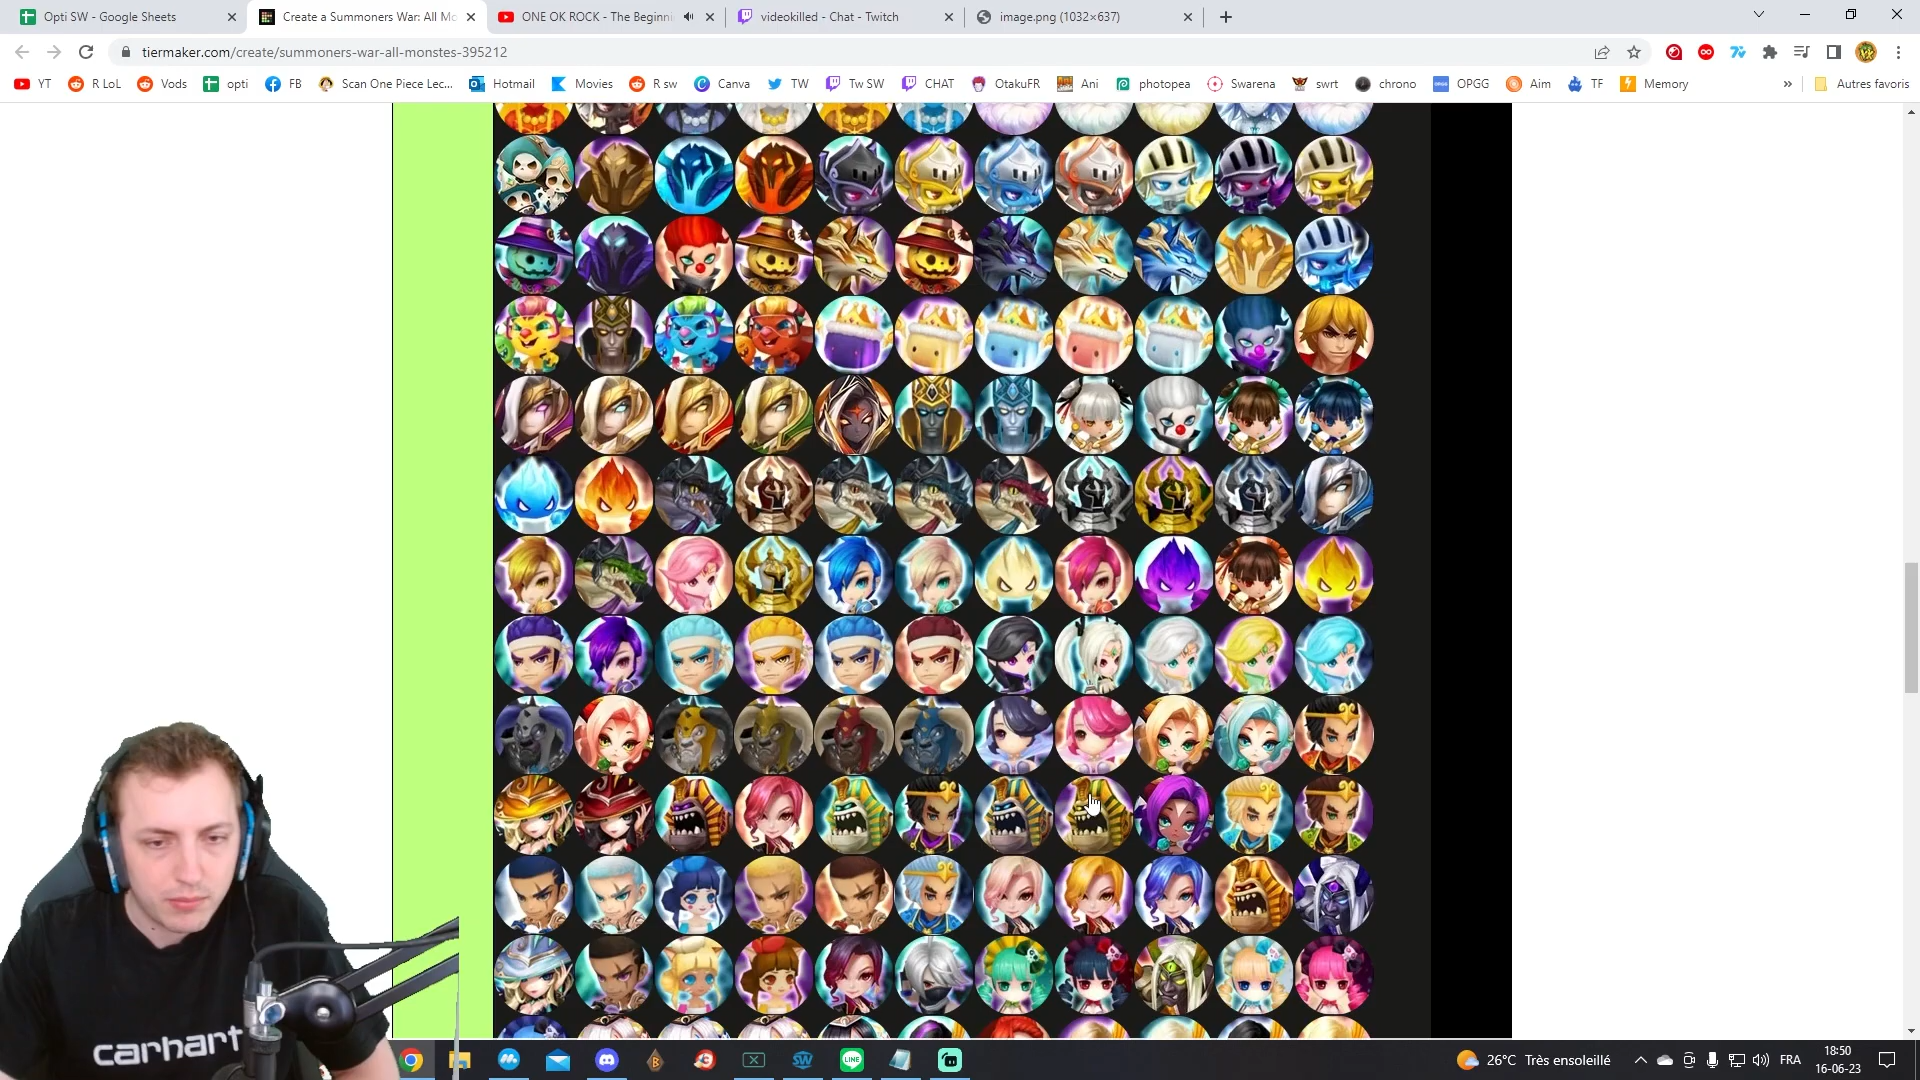 Opti SW - Google Sheets
Create a Summoners War: All Mo
ONE OK ROCK - The Beginni
videokilled - Chat - Twitch
image.png (1032×637)
tiermaker.com/create/summoners-war-all-monstes-395212
YT
R LoL
Vods
opti
FB
Scan One Piece Lec...
Hotmail
Movies
R sw
Canva
TW
Tw SW
CHAT
OtakuFR
Ani
photopea
Swarena
swrt
chrono
OPGG
Aim
TF
Memory
»
Autres favoris
carhartt
26°C Très ensoleillé
FRA
18:50
16-06-23